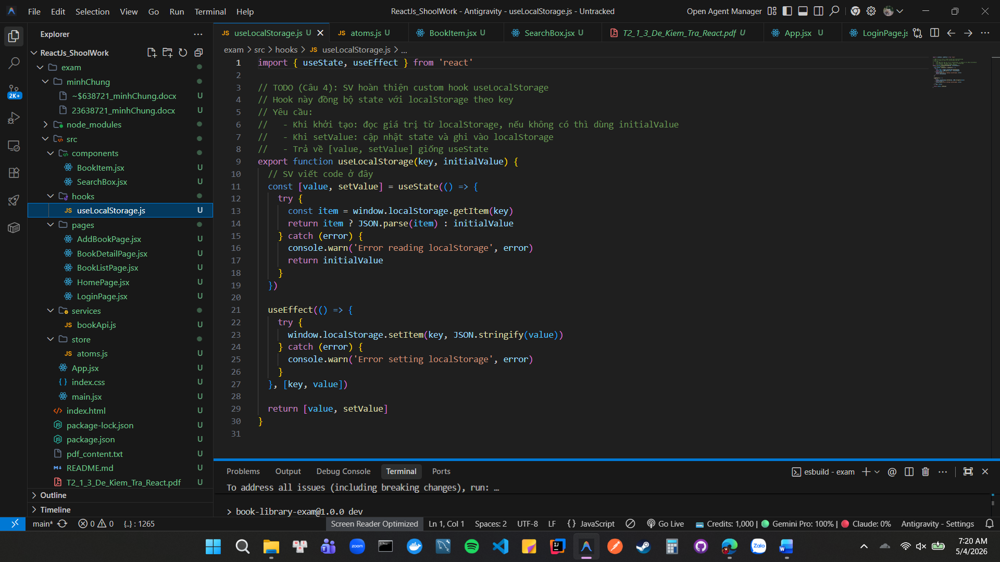 File Edit Selection View Go Run Terminal Help
ReactJs_ShoolWork - Antigravity - useLocalStorage.js - Untracked
Open Agent Manager
Explorer
ReactJs_ShoolWork
exam
minhChung
~$638721_minhChung.docx U
23638721_minhChung.docx U
node_modules
src
components
BookItem.jsx U
SearchBox.jsx U
hooks
useLocalStorage.js U
pages
AddBookPage.jsx U
BookDetailPage.jsx U
BookListPage.jsx U
HomePage.jsx U
LoginPage.jsx U
services
bookApi.js U
store
atoms.js U
App.jsx U
index.css U
main.jsx U
index.html U
package-lock.json U
package.json U
pdf_content.txt U
README.md U
T2_1_3_De_Kiem_Tra_React.pdf U
Outline
Timeline
2K+
useLocalStorage.js U atoms.js U BookItem.jsx U SearchBox.jsx U T2_1_3_De_Kiem_Tra_React.pdf U App.jsx U LoginPage.js
exam > src > hooks > JS useLocalStorage.js > ...
1 import { useState, useEffect } from 'react'
2
3 // TODO (Câu 4): SV hoàn thiện custom hook useLocalStorage
4 // Hook này đồng bộ state với localStorage theo key
5 // Yêu cầu:
6 //   - Khi khởi tạo: đọc giá trị từ localStorage, nếu không có thì dùng initialValue
7 //   - Khi setValue: cập nhật state và ghi vào localStorage
8 //   - Trả về [value, setValue] giống useState
9 export function useLocalStorage(key, initialValue) {
10   // SV viết code ở đây
11   const [value, setValue] = useState(() => {
12     try {
13       const item = window.localStorage.getItem(key)
14       return item ? JSON.parse(item) : initialValue
15     } catch (error) {
16       console.warn('Error reading localStorage', error)
17       return initialValue
18     }
19   })
20
21   useEffect(() => {
22     try {
23       window.localStorage.setItem(key, JSON.stringify(value))
24     } catch (error) {
25       console.warn('Error setting localStorage', error)
26     }
27   }, [key, value])
28
29   return [value, setValue]
30 }
31
Problems Output Debug Console Terminal Ports
esbuild - exam
To address all issues (including breaking changes), run: …
> book-library-exam@1.0.0 dev
main* 0 0 {..} : 1265 Screen Reader Optimized Ln 1, Col 1 Spaces: 2 UTF-8 LF {} JavaScript Go Live Credits: 1,000 | Gemini Pro: 100% | Claude: 0% Antigravity - Settings
zoom
Zalo
7:20 AM
5/4/2026